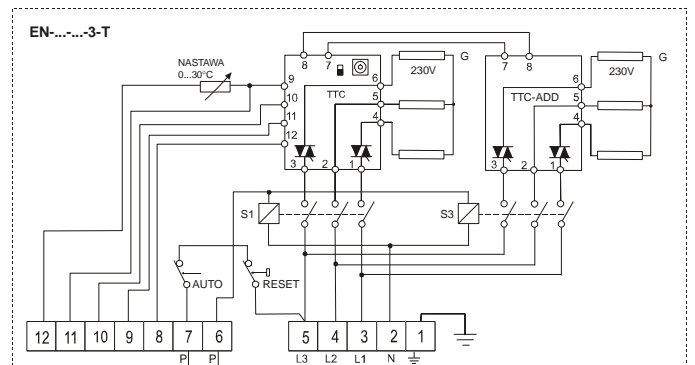 EN-...-...-3-T
8 7 7 8
NASTAWA
0...30°C
G G
230V 230V
9 6 6
10 TTC 5 TTC-ADD 5
11 4 4
12
3 2 1 3 2 1
S1 S3
AUTO RESET
12 11 10 9 8 7 6 5 4 3 2 1
P P L3 L2 L1 N